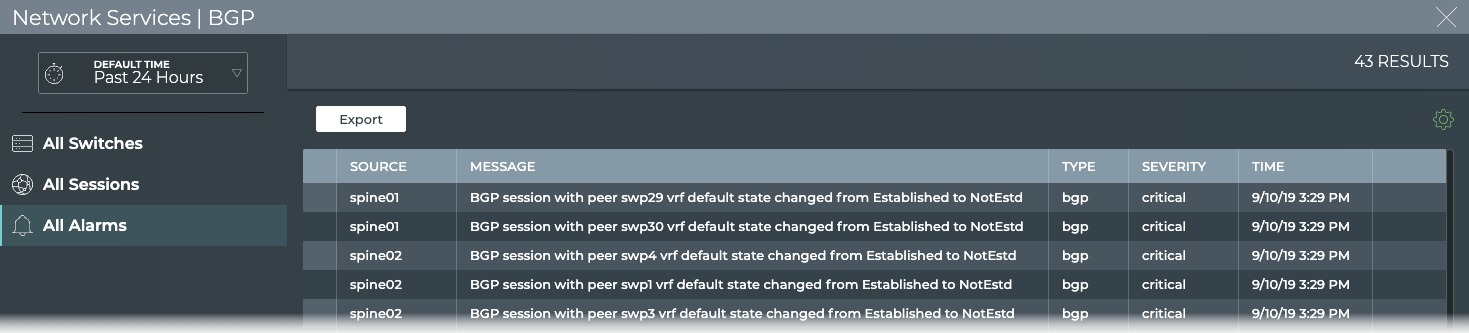 Network Services | BGP
DEFAULT TIME
Past 24 Hours
43 RESULTS
All Switches
All Sessions
All Alarms
Export
SOURCE MESSAGE TYPE SEVERITY TIME
spine01 BGP session with peer swp29 vrf default state changed from Established to NotEstd bgp critical 9/10/19 3:29 PM
spine01 BGP session with peer swp30 vrf default state changed from Established to NotEstd bgp critical 9/10/19 3:29 PM
spine02 BGP session with peer swp4 vrf default state changed from Established to NotEstd bgp critical 9/10/19 3:29 PM
spine02 BGP session with peer swp1 vrf default state changed from Established to NotEstd bgp critical 9/10/19 3:29 PM
spine02 BGP session with peer swp3 vrf default state changed from Established to NotEstd bgp critical 9/10/19 3:29 PM